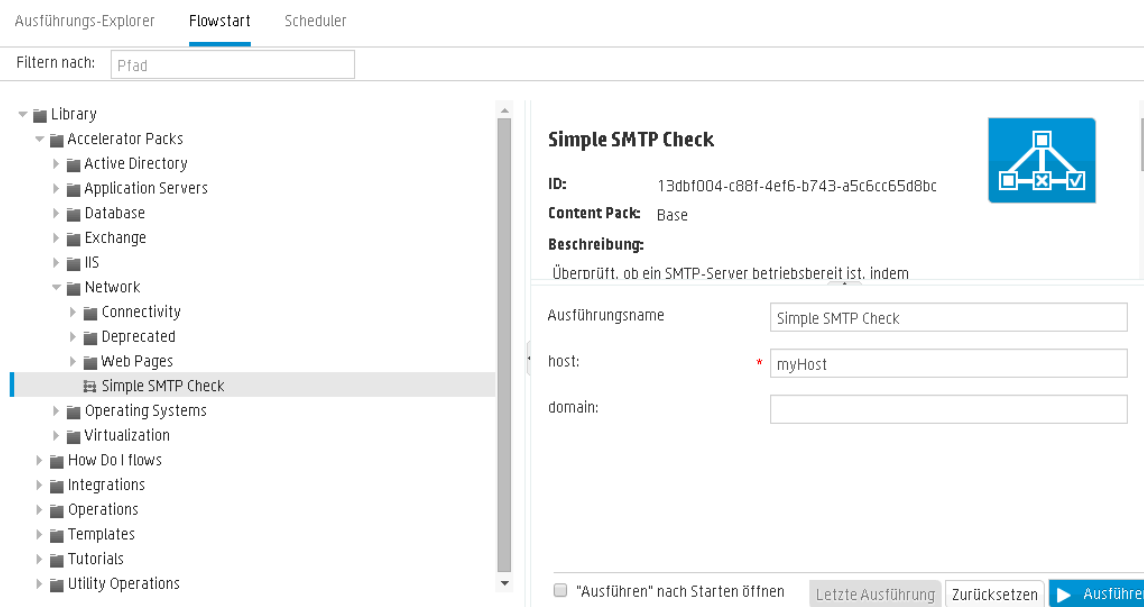 Ausführungs-Explorer Flowstart Scheduler
Filtern nach: Pfad
Library
Accelerator Packs
Active Directory
Application Servers
Database
Exchange
IIS
Network
Connectivity
Deprecated
Web Pages
Simple SMTP Check
Operating Systems
Virtualization
How Do I flows
Integrations
Operations
Templates
Tutorials
Utility Operations
Simple SMTP Check
ID: 13dbf004-c88f-4ef6-b743-a5c6cc65d8bc
Content Pack: Base
Beschreibung:
Überprüft, ob ein SMTP-Server betriebsbereit ist, indem
Ausführungsname Simple SMTP Check
host: * myHost
domain:
"Ausführen" nach Starten öffnen Letzte Ausführung Zurücksetzen Ausführe